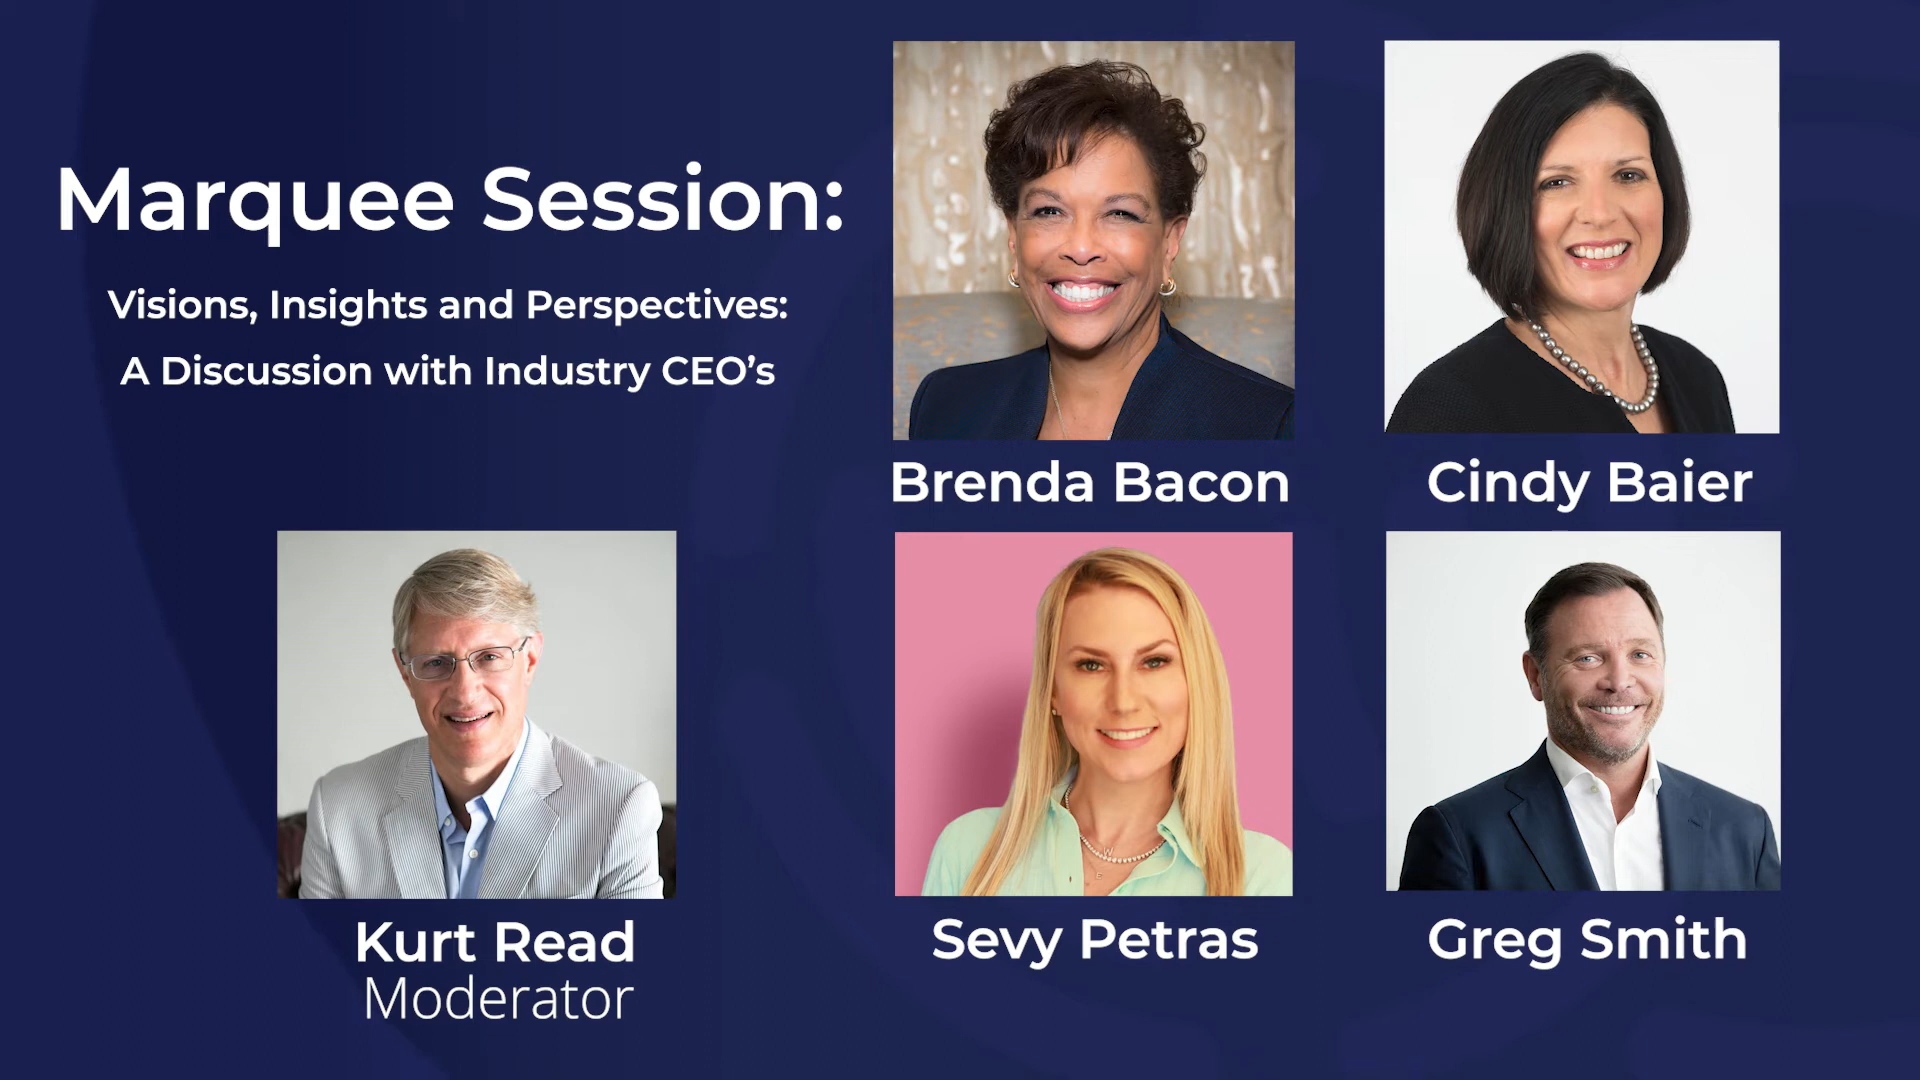 Marquee Session:
Visions, Insights and Perspectives:
A Discussion with Industry CEO’s
Brenda Bacon
Cindy Baier
Kurt Read
Moderator
Sevy Petras
Greg Smith